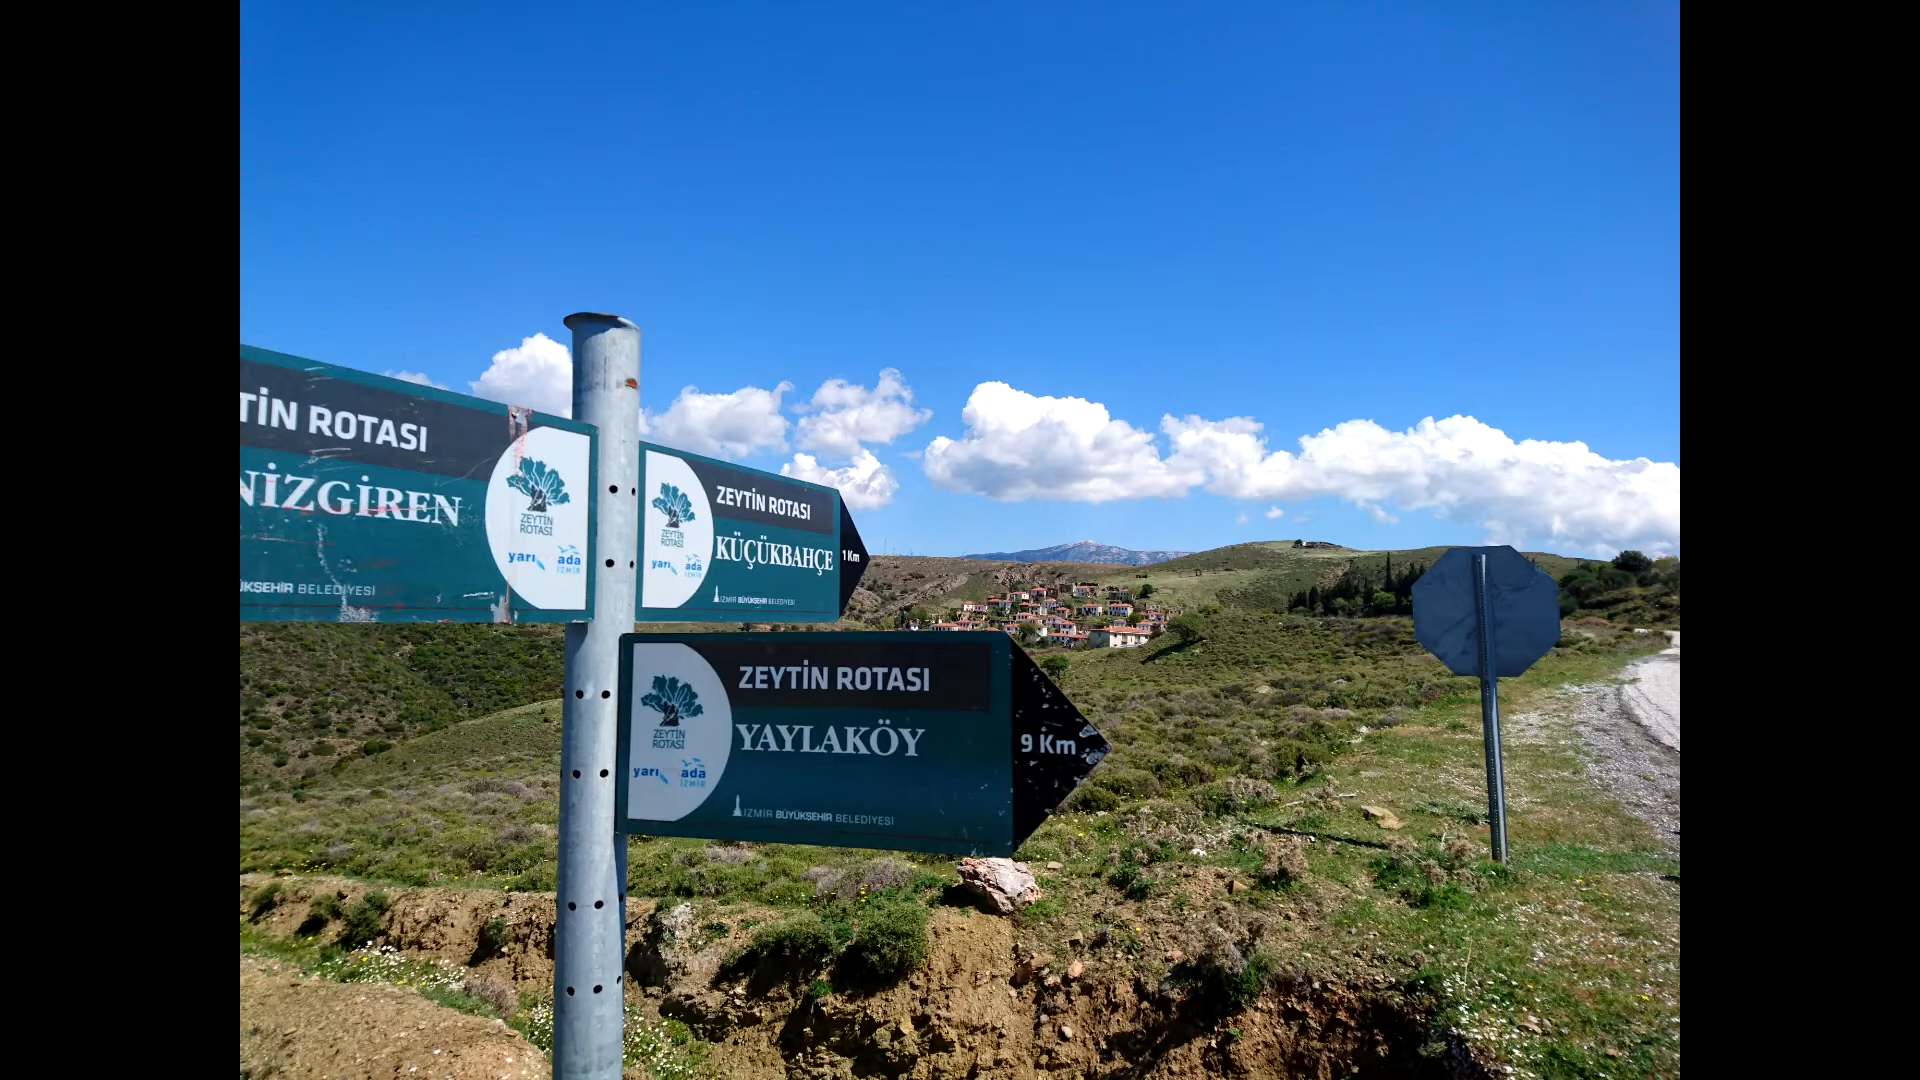 TİN ROTASI
NİZGİREN
ZEYTİN
ROTASI
yarı ada
İZMİR
ÜKŞEHİR BELEDİYESİ
ZEYTİN ROTASI
KÜÇÜKBAHÇE
1 Km
ZEYTİN
ROTASI
yarı ada
İZMİR
İZMİR BÜYÜKŞEHİR BELEDİYESİ
ZEYTİN ROTASI
YAYLAKÖY
9 Km
ZEYTİN
ROTASI
yarı ada
İZMİR
İZMİR BÜYÜKŞEHİR BELEDİYESİ